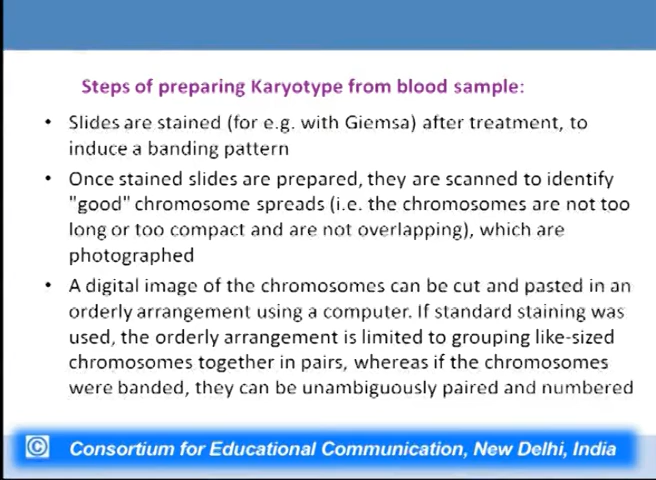 Steps of preparing Karyotype from blood sample:
• Slides are stained (for e.g. with Giemsa) after treatment, to
induce a banding pattern
• Once stained slides are prepared, they are scanned to identify
"good" chromosome spreads (i.e. the chromosomes are not too
long or too compact and are not overlapping), which are
photographed
• A digital image of the chromosomes can be cut and pasted in an
orderly arrangement using a computer. If standard staining was
used, the orderly arrangement is limited to grouping like-sized
chromosomes together in pairs, whereas if the chromosomes
were banded, they can be unambiguously paired and numbered
© Consortium for Educational Communication, New Delhi, India